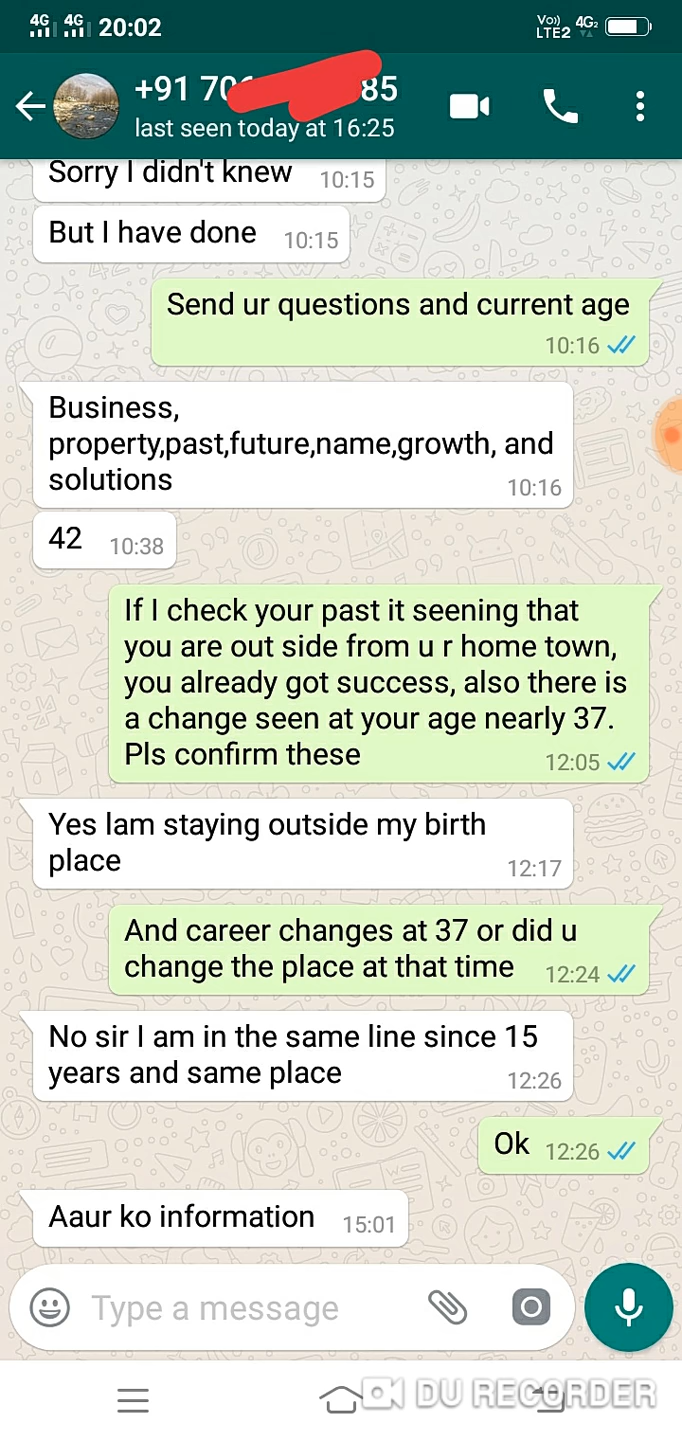 4G 4G 20:02 Vo)) LTE2 4G2
+91 70 85
last seen today at 16:25
Sorry I didn't knew 10:15
But I have done 10:15
Send ur questions and current age
10:16
Business,
property,past,future,name,growth, and
solutions 10:16
42 10:38
If I check your past it seening that
you are out side from u r home town,
you already got success, also there is
a change seen at your age nearly 37.
Pls confirm these 12:05
Yes Iam staying outside my birth
place 12:17
And career changes at 37 or did u
change the place at that time 12:24
No sir I am in the same line since 15
years and same place 12:26
Ok 12:26
Aaur ko information 15:01
Type a message
DU RECORDER